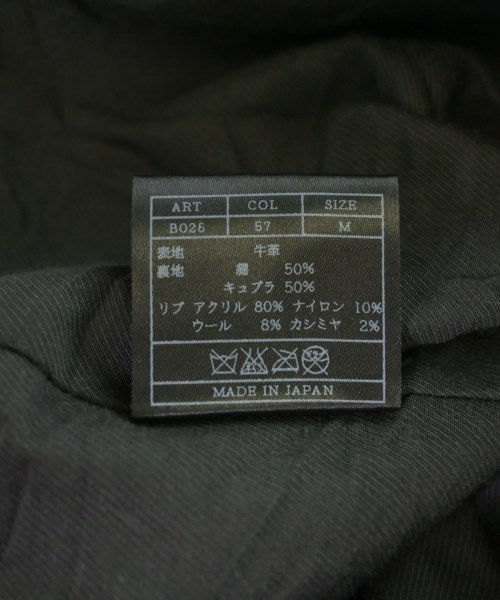 ART COL SIZE
B025 57 M
表地 牛革
裏地 綿 50%
キュプラ 50%
リブ アクリル 80% ナイロン 10%
ウール 8% カシミヤ 2%
MADE IN JAPAN